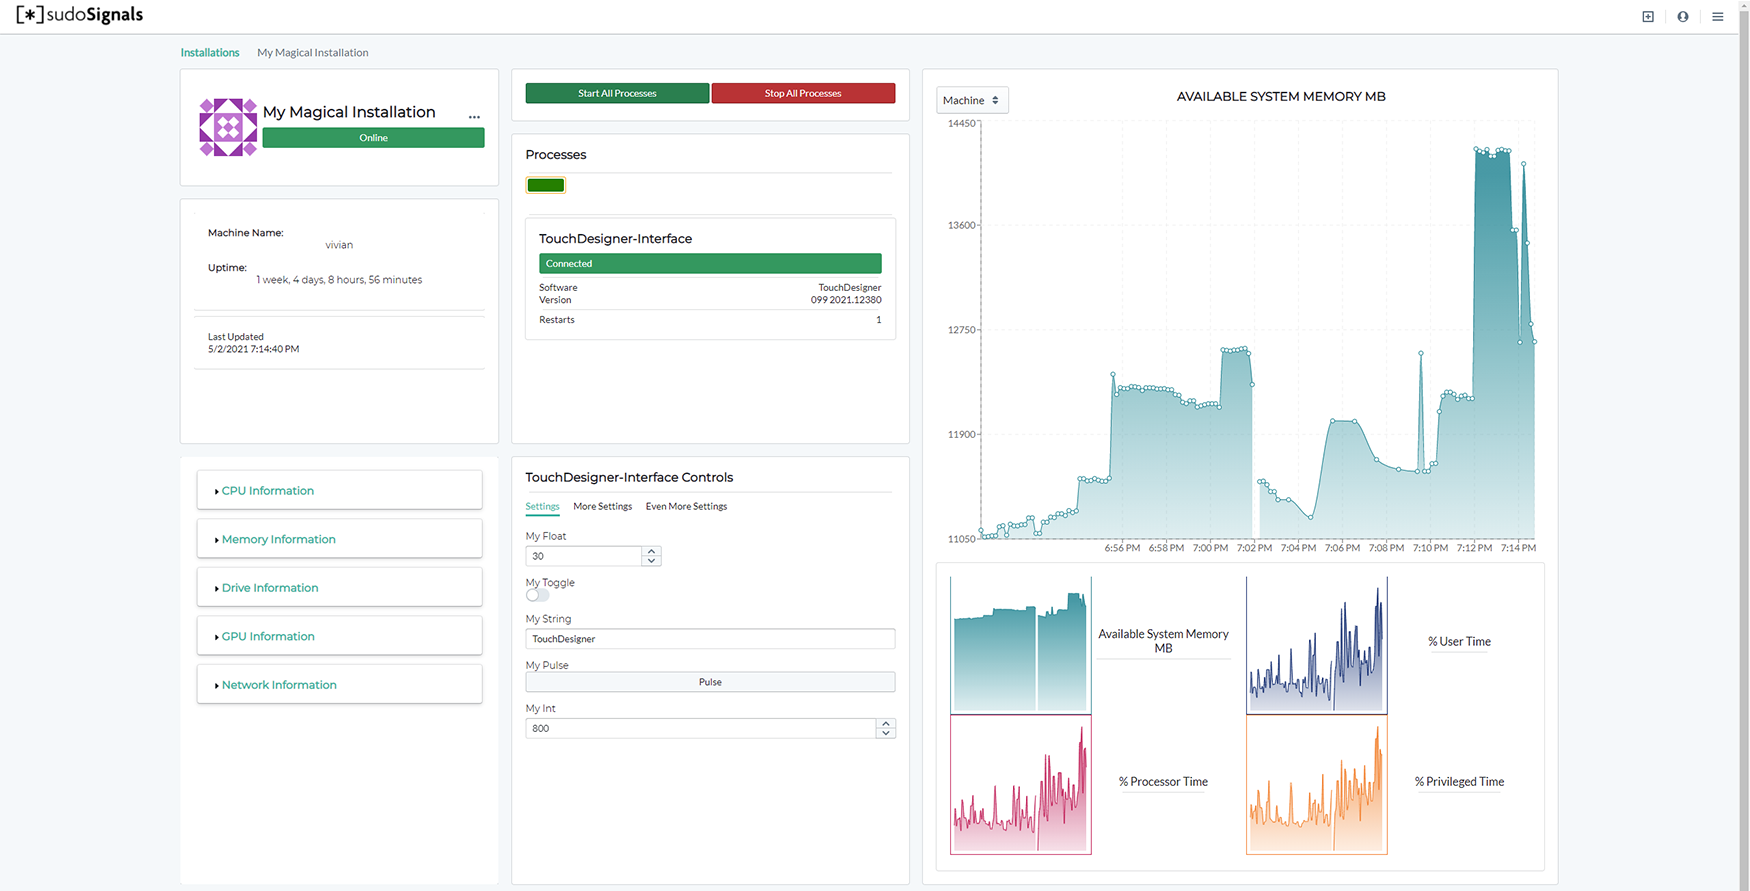 [*]sudoSignals
Installations My Magical Installation
My Magical Installation
...
Online
Machine Name:
vivian
Uptime:
1 week, 4 days, 8 hours, 56 minutes
Last Updated
5/2/2021 7:14:40 PM
CPU Information
Memory Information
Drive Information
GPU Information
Network Information
Start All Processes Stop All Processes
Processes
TouchDesigner-Interface
Connected
Software TouchDesigner
Version 099 2021.12380
Restarts 1
TouchDesigner-Interface Controls
Settings More Settings Even More Settings
My Float
30
My Toggle
My String
TouchDesigner
My Pulse
Pulse
My Int
800
Machine
AVAILABLE SYSTEM MEMORY MB
14450
13600
12750
11900
11050
6:56 PM 6:58 PM 7:00 PM 7:02 PM 7:04 PM 7:06 PM 7:08 PM 7:10 PM 7:12 PM 7:14 PM
Available System Memory
MB
% User Time
% Processor Time
% Privileged Time